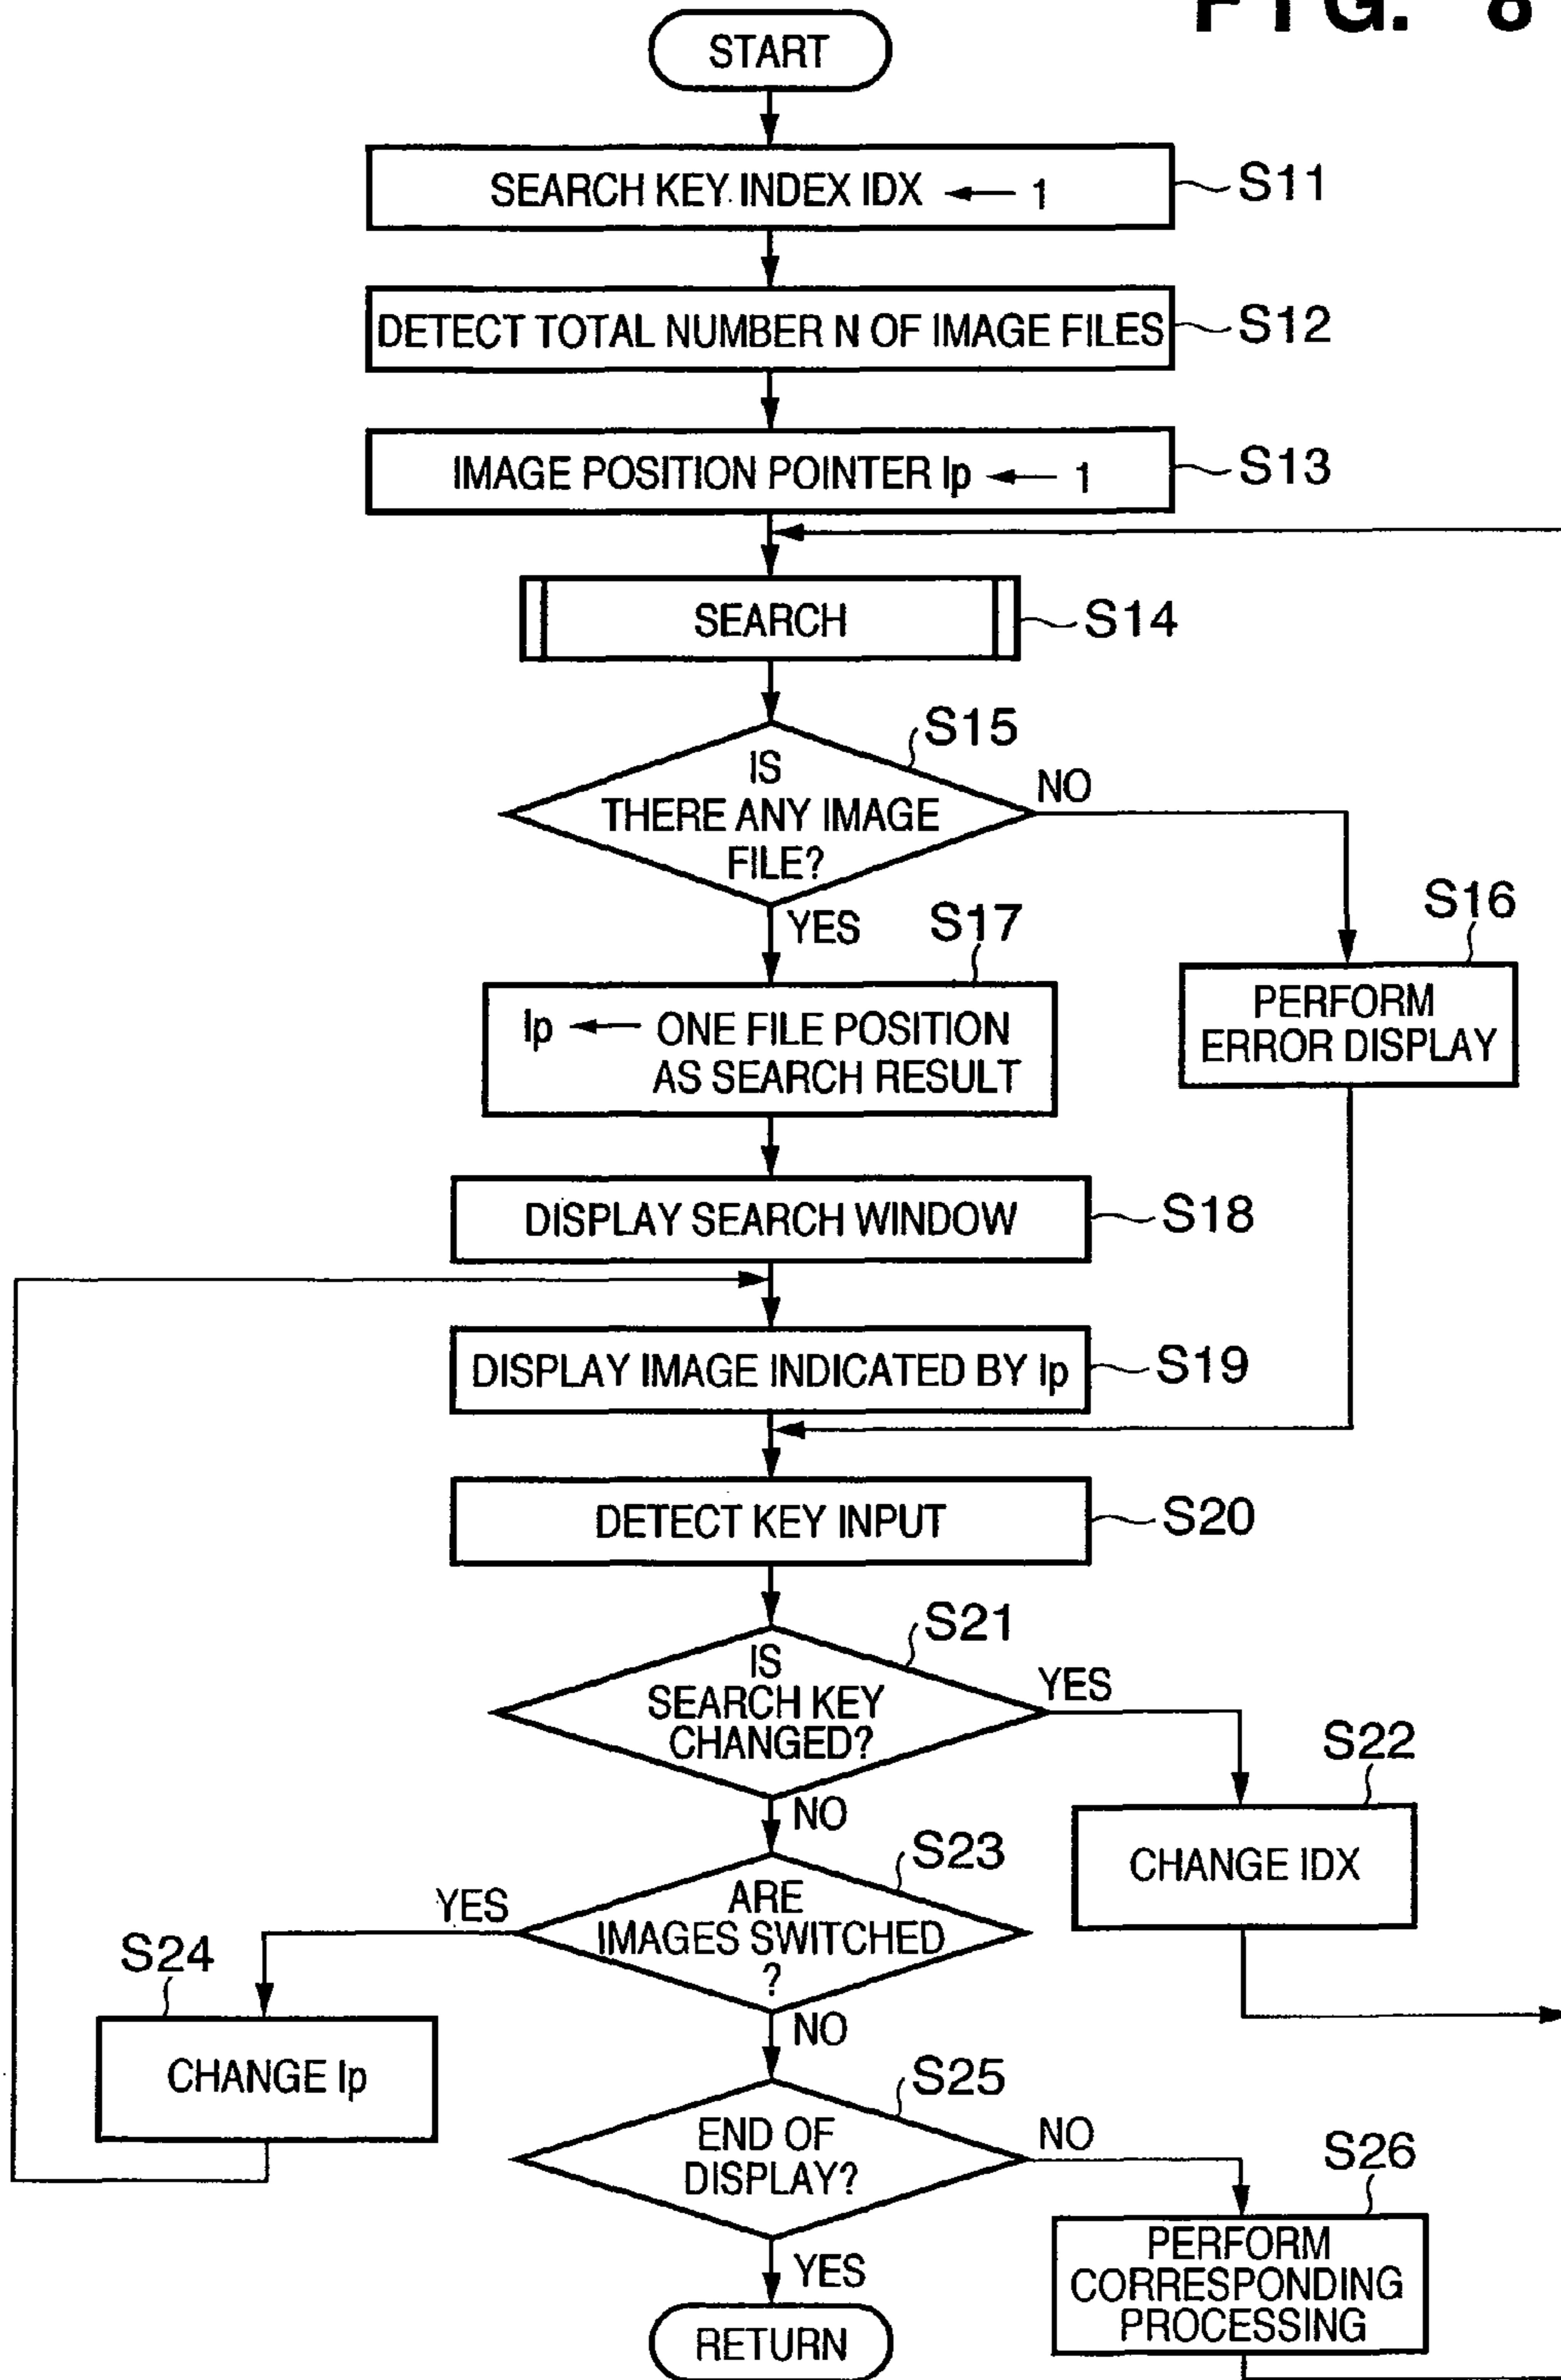 FIG. 8
START
SEARCH KEY INDEX IDX ← 1
S11
DETECT TOTAL NUMBER N OF IMAGE FILES
S12
IMAGE POSITION POINTER Ip ← 1
S13
SEARCH
S14
S15
IS
THERE ANY IMAGE
FILE?
NO
YES
S16
PERFORM
ERROR DISPLAY
S17
Ip ← ONE FILE POSITION
AS SEARCH RESULT
DISPLAY SEARCH WINDOW
S18
DISPLAY IMAGE INDICATED BY Ip
S19
DETECT KEY INPUT
S20
S21
IS
SEARCH KEY
CHANGED?
YES
NO
S22
CHANGE IDX
S23
ARE
IMAGES SWITCHED
?
YES
NO
S24
CHANGE Ip
S25
END OF
DISPLAY?
NO
YES
S26
PERFORM
CORRESPONDING
PROCESSING
RETURN